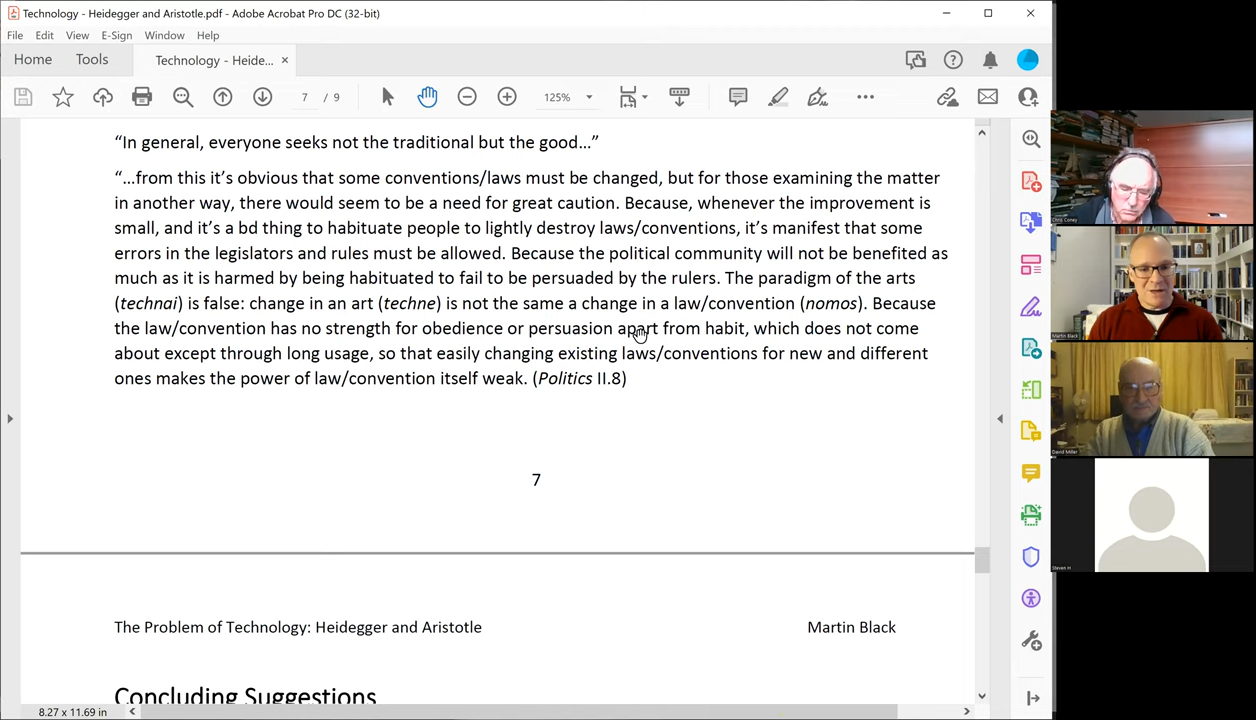 Technology - Heidegger and Aristotle.pdf - Adobe Acrobat Pro DC (32-bit)
File Edit View E-Sign Window Help
Home Tools Technology - Heide... ×
7 / 9 125%
“In general, everyone seeks not the traditional but the good...”
“...from this it’s obvious that some conventions/laws must be changed, but for those examining the matter
in another way, there would seem to be a need for great caution. Because, whenever the improvement is
small, and it’s a bd thing to habituate people to lightly destroy laws/conventions, it’s manifest that some
errors in the legislators and rules must be allowed. Because the political community will not be benefited as
much as it is harmed by being habituated to fail to be persuaded by the rulers. The paradigm of the arts
(technai) is false: change in an art (techne) is not the same a change in a law/convention (nomos). Because
the law/convention has no strength for obedience or persuasion apart from habit, which does not come
about except through long usage, so that easily changing existing laws/conventions for new and different
ones makes the power of law/convention itself weak. (Politics II.8)
7
The Problem of Technology: Heidegger and Aristotle Martin Black
Concluding Suggestions
8.27 x 11.69 in
Chris Coney
Martin Black
David Miller
Steven H